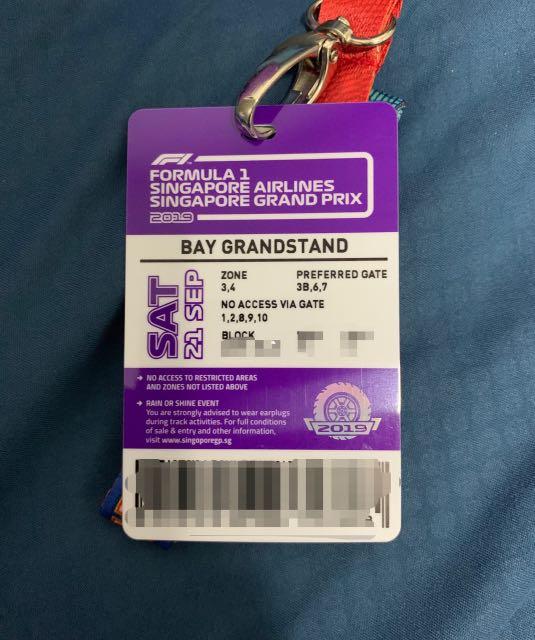 F1
FORMULA 1
SINGAPORE AIRLINES
SINGAPORE GRAND PRIX
2019
BAY GRANDSTAND
SAT
21 SEP
ZONE
3,4
PREFERRED GATE
3B,6,7
NO ACCESS VIA GATE
1,2,8,9,10
BLOCK
NO ACCESS TO RESTRICTED AREAS
AND ZONES NOT LISTED ABOVE
RAIN OR SHINE EVENT
You are strongly advised to wear earplugs
during track activities. For full conditions
of sale & entry and other information,
visit www.singaporegp.sg
2019